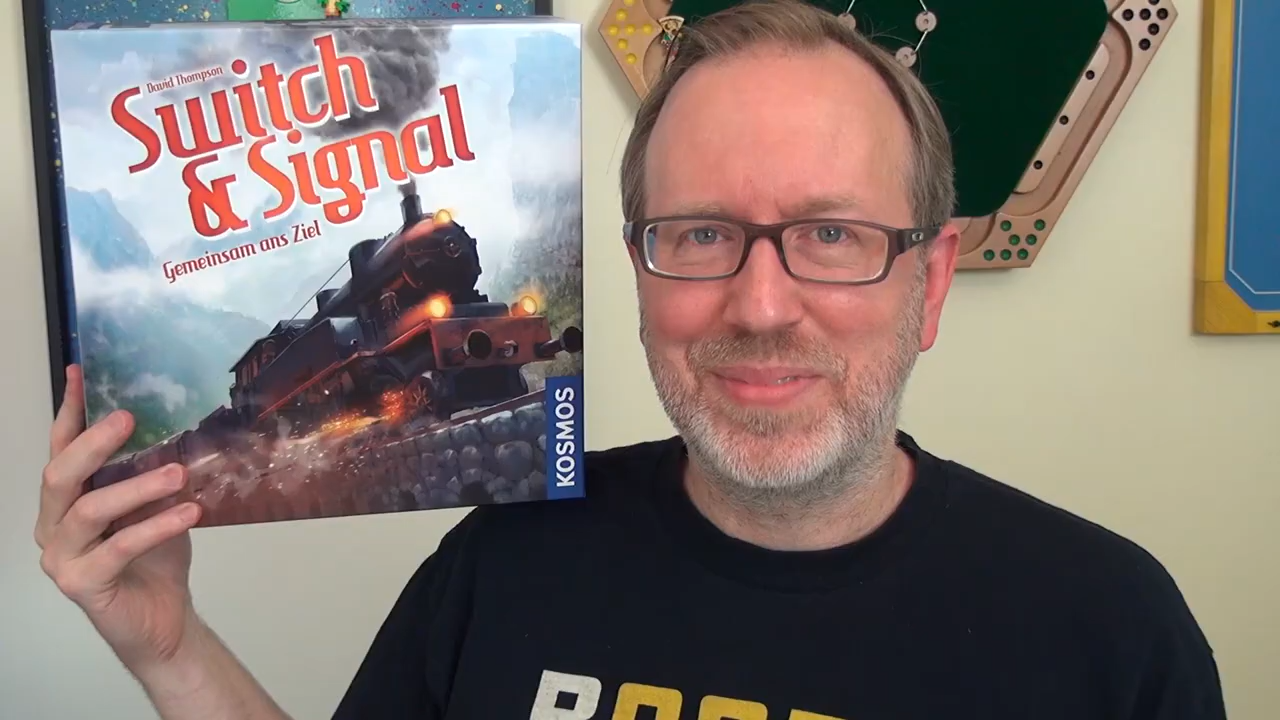 David Thompson
Switch
& Signal
Gemeinsam ans Ziel
KOSMOS